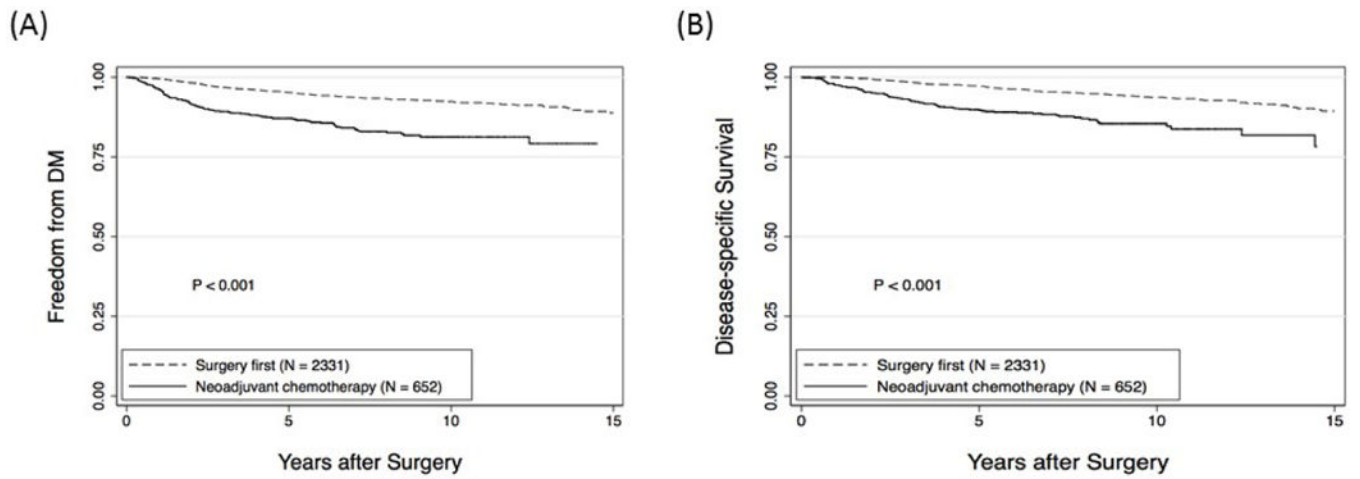 (A)
Freedom from DM
1.00
0.75
0.50
0.25
0.00
P < 0.001
Surgery first (N = 2331)
Neoadjuvant chemotherapy (N = 652)
0 5 10 15
Years after Surgery
(B)
Disease-specific Survival
1.00
0.75
0.50
0.25
0.00
P < 0.001
Surgery first (N = 2331)
Neoadjuvant chemotherapy (N = 652)
0 5 10 15
Years after Surgery